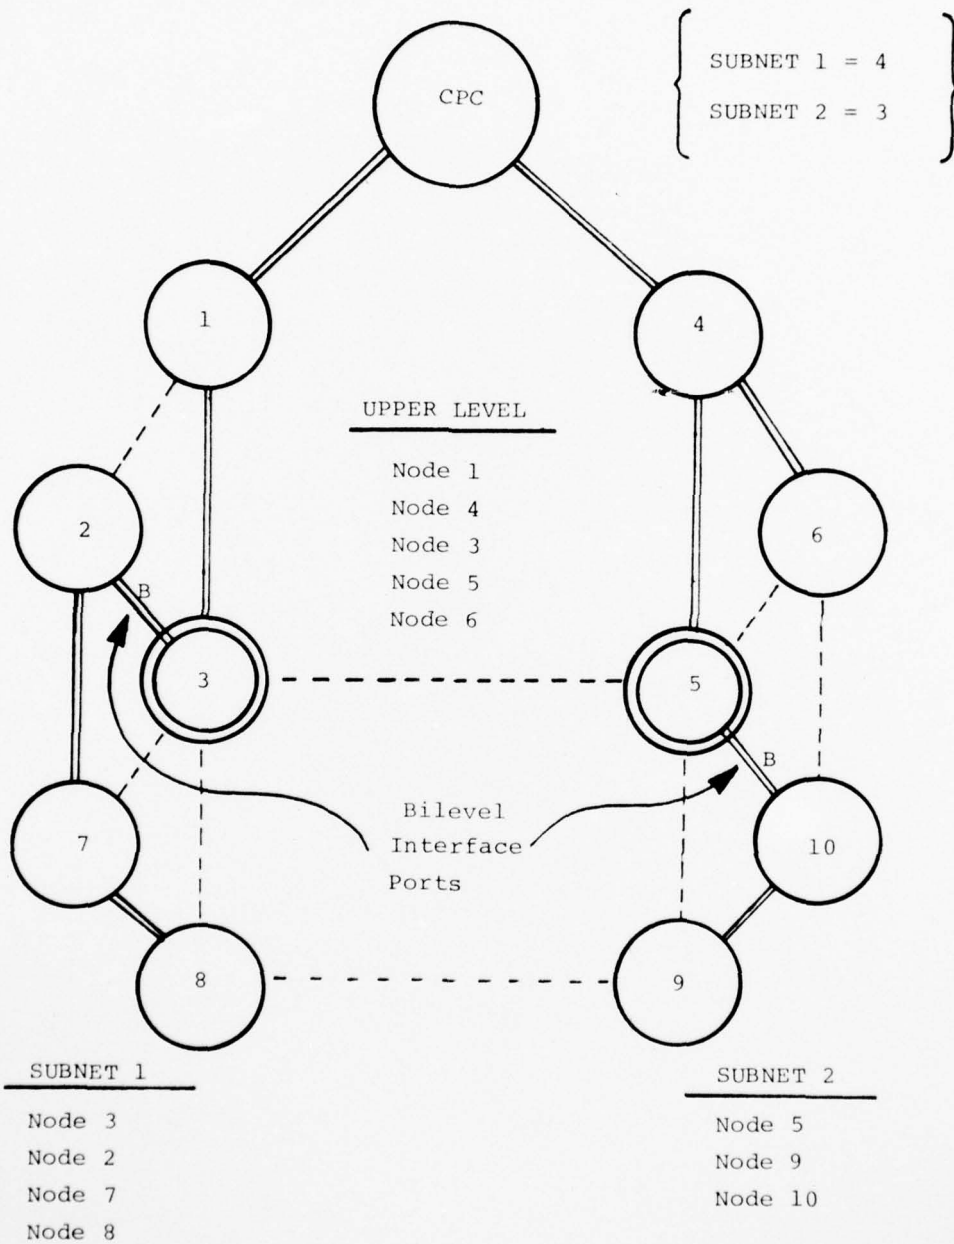 CPC
SUBNET 1 = 4
SUBNET 2 = 3
1
4
UPPER LEVEL
Node 1
Node 4
Node 3
Node 5
Node 6
2
6
B
3
5
B
Bilevel
Interface
Ports
7
10
8
9
SUBNET 1
Node 3
Node 2
Node 7
Node 8
SUBNET 2
Node 5
Node 9
Node 10